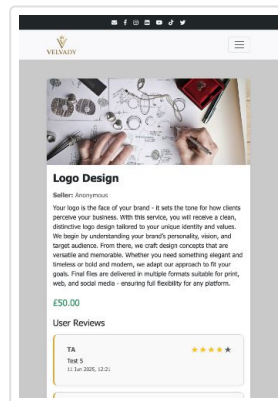 VELVADY
Logo Design
Seller: Anonymous
Your logo is the face of your brand - it sets the tone for how clients
perceive your business. With this service, you will receive a clean,
distinctive logo design tailored to your unique identity and values.
We begin by understanding your brand's personality, vision, and
target audience. From there, we craft design concepts that are
versatile and memorable. Whether you need something elegant and
timeless or bold and modern, we adapt our approach to fit your
goals. Final files are delivered in multiple formats suitable for print,
web, and social media - ensuring full flexibility for any platform.
£50.00
User Reviews
TA
Test 5
11 Jun 2025, 12:21